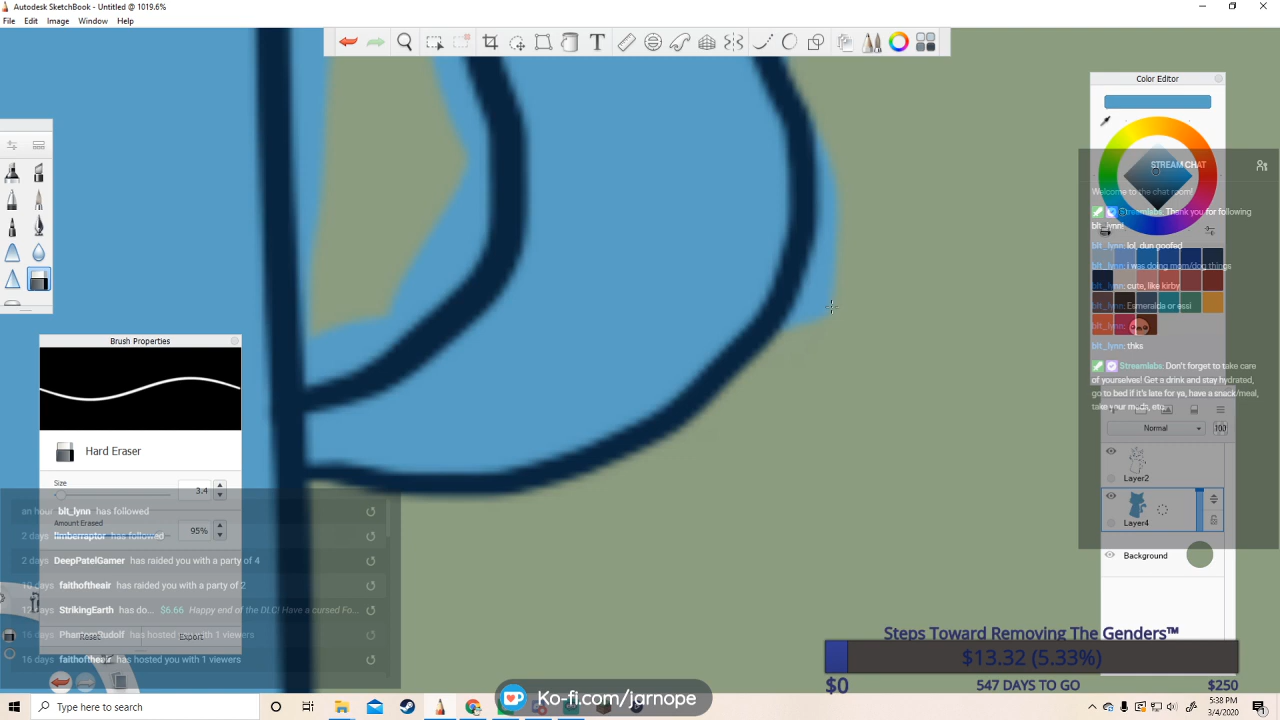 Autodesk SketchBook - Untitled @ 1019.6%
File Edit Image Window Help
Color Editor
STREAM CHAT
Welcome to the chat room!
Streamlabs: Thank you for following
blt_lynn!
blt_lynn: lol, dun goofed
blt_lynn: i was doing mom/dog things
blt_lynn: cute, like kirby
blt_lynn: Esmeralda or essi
blt_lynn:
blt_lynn: thks
Streamlabs: Don't forget to take care
of yourselves! Get a drink and stay hydrated,
go to bed if it's late for ya, have a snack/meal,
take your meds, etc.
Normal 100
Layer2
Layer4
Background
Brush Properties
Hard Eraser
Size
3.4
Amount Erased
95%
Reset Export
an hour blt_lynn has followed
2 days limberraptor has followed
2 days DeepPatelGamer has raided you with a party of 4
10 days faithoftheair has raided you with a party of 2
12 days StrikingEarth has do... $6.66 Happy end of the DLC! Have a cursed Fo...
16 days PhantomRudolf has hosted you with 1 viewers
16 days faithoftheair has hosted you with 1 viewers
Steps Toward Removing The Genders™
$13.32 (5.33%)
$0 547 DAYS TO GO $250
Ko-fi.com/jarnope
Type here to search
5:38 PM
3/4/2020